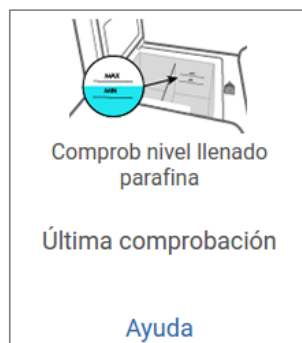 MAX
MIN
Comprob nivel llenado
parafina
Última comprobación
Ayuda